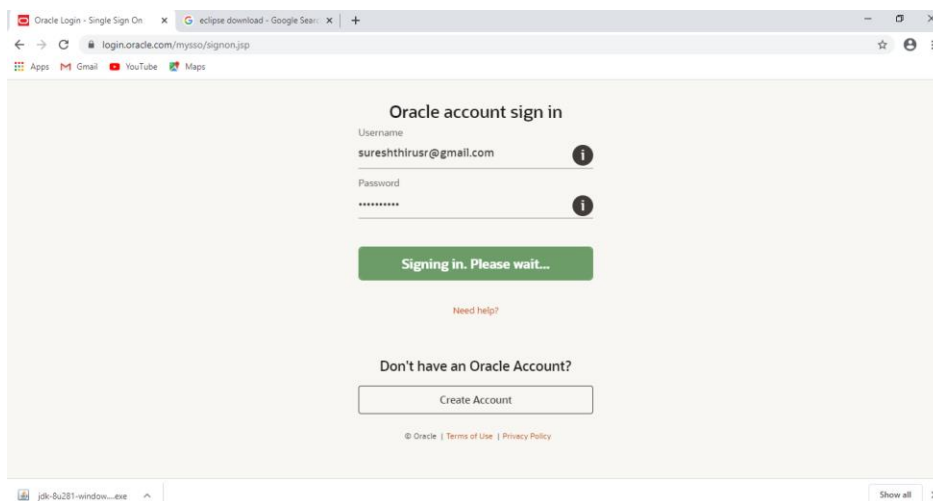 Oracle Login - Single Sign On
eclipse download - Google Sear
login.oracle.com/mysso/signon.jsp
Apps Gmail YouTube Maps
Oracle account sign in
Username
sureshthirusr@gmail.com
Password
Signing in. Please wait...
Need help?
Don't have an Oracle Account?
Create Account
© Oracle | Terms of Use | Privacy Policy
jdk-8u281-window....exe
Show all